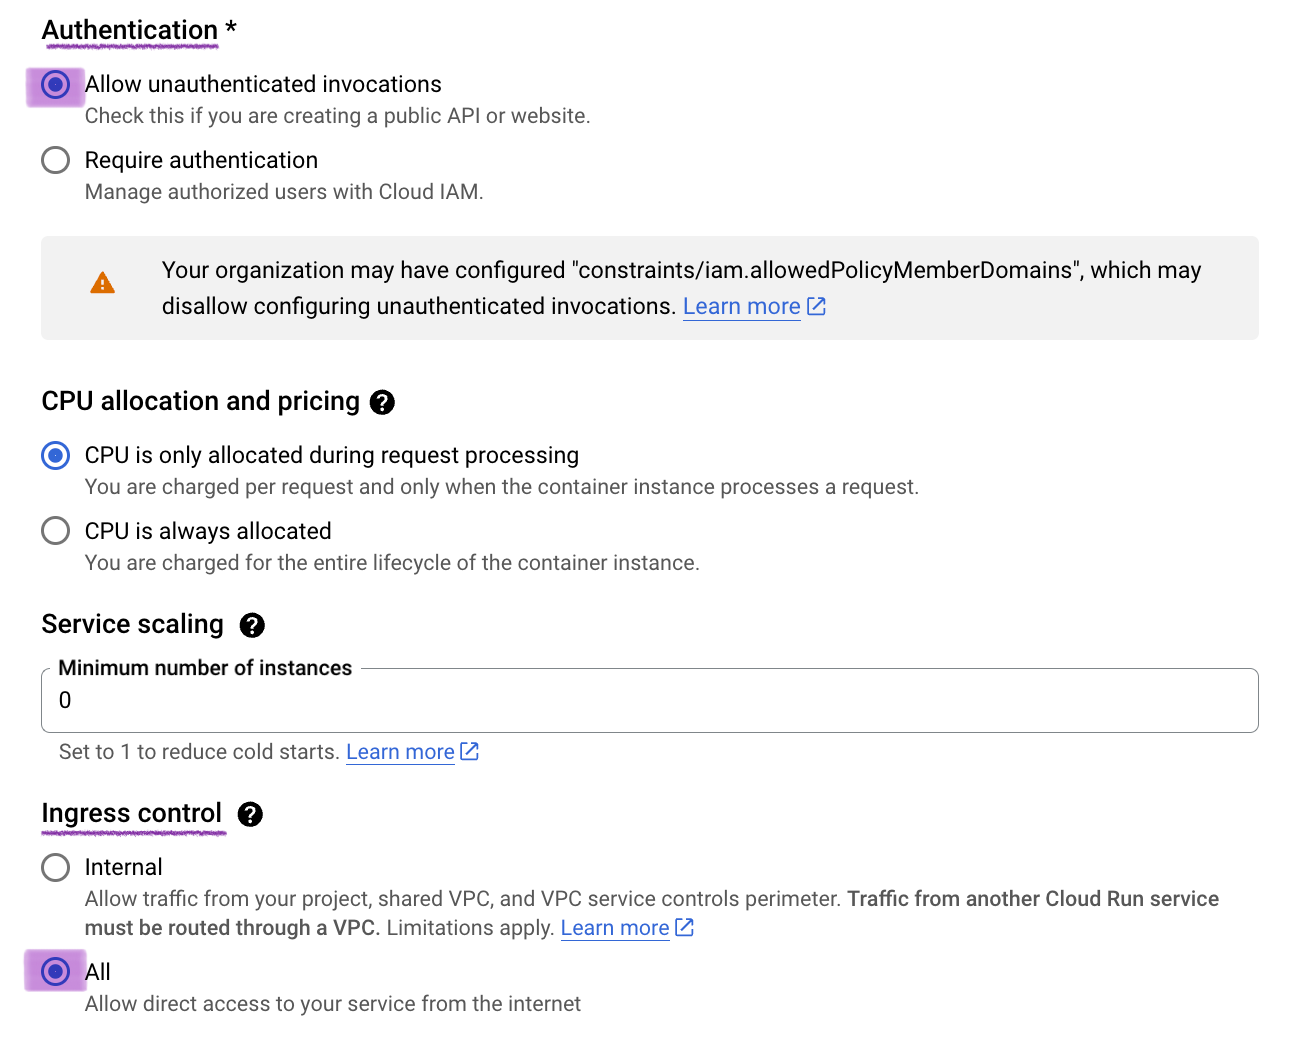 Authentication *
Allow unauthenticated invocations
Check this if you are creating a public API or website.
Require authentication
Manage authorized users with Cloud IAM.
Your organization may have configured "constraints/iam.allowedPolicyMemberDomains", which may
disallow configuring unauthenticated invocations. Learn more
CPU allocation and pricing
CPU is only allocated during request processing
You are charged per request and only when the container instance processes a request.
CPU is always allocated
You are charged for the entire lifecycle of the container instance.
Service scaling
Minimum number of instances
0
Set to 1 to reduce cold starts. Learn more
Ingress control
Internal
Allow traffic from your project, shared VPC, and VPC service controls perimeter. Traffic from another Cloud Run service
must be routed through a VPC. Limitations apply. Learn more
All
Allow direct access to your service from the internet